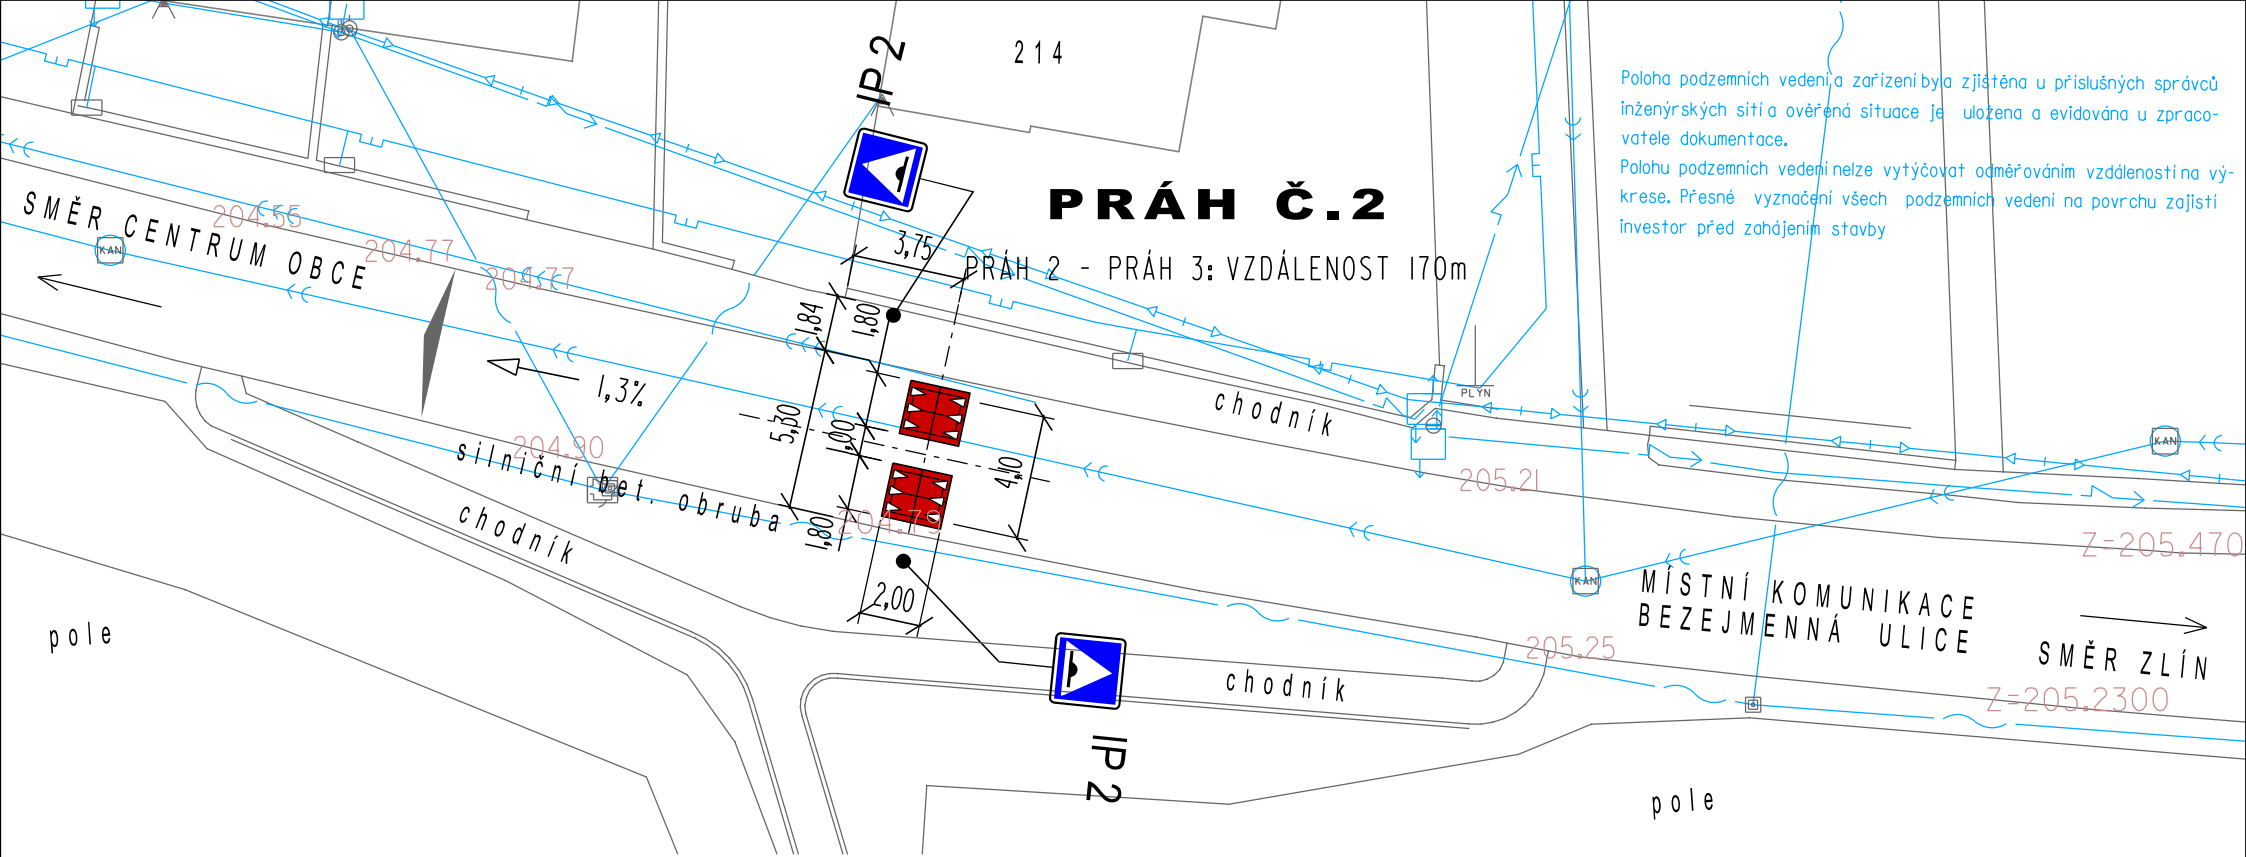 IP 2
214
Poloha podzemních vedení a zařízení byla zjištěna u příslušných správců
inženýrských sítí a ověřená situace je uložena a evidována u zpraco-
vatele dokumentace.
Polohu podzemních vedení nelze vytýčovat odměřováním vzdáleností na vý-
krese. Přesné vyznačení všech podzemních vedení na povrchu zajistí
investor před zahájením stavby
PRÁH Č.2
PRÁH 2 - PRÁH 3: VZDÁLENOST 170m
SMĚR CENTRUM OBCE
204.55
204.77
204.77
KAN
3,75
1,84
1,80
1,3%
5,30
1,00
4,10
PLYN
chodník
KAN
204.90
silniční bet. obruba
204.79
205.21
chodník
1,80
2,00
Z=205.470
KAN
MÍSTNÍ KOMUNIKACE
BEZEJMENNÁ ULICE
SMĚR ZLÍN
205.25
Z=205.2300
pole
chodník
IP 2
pole